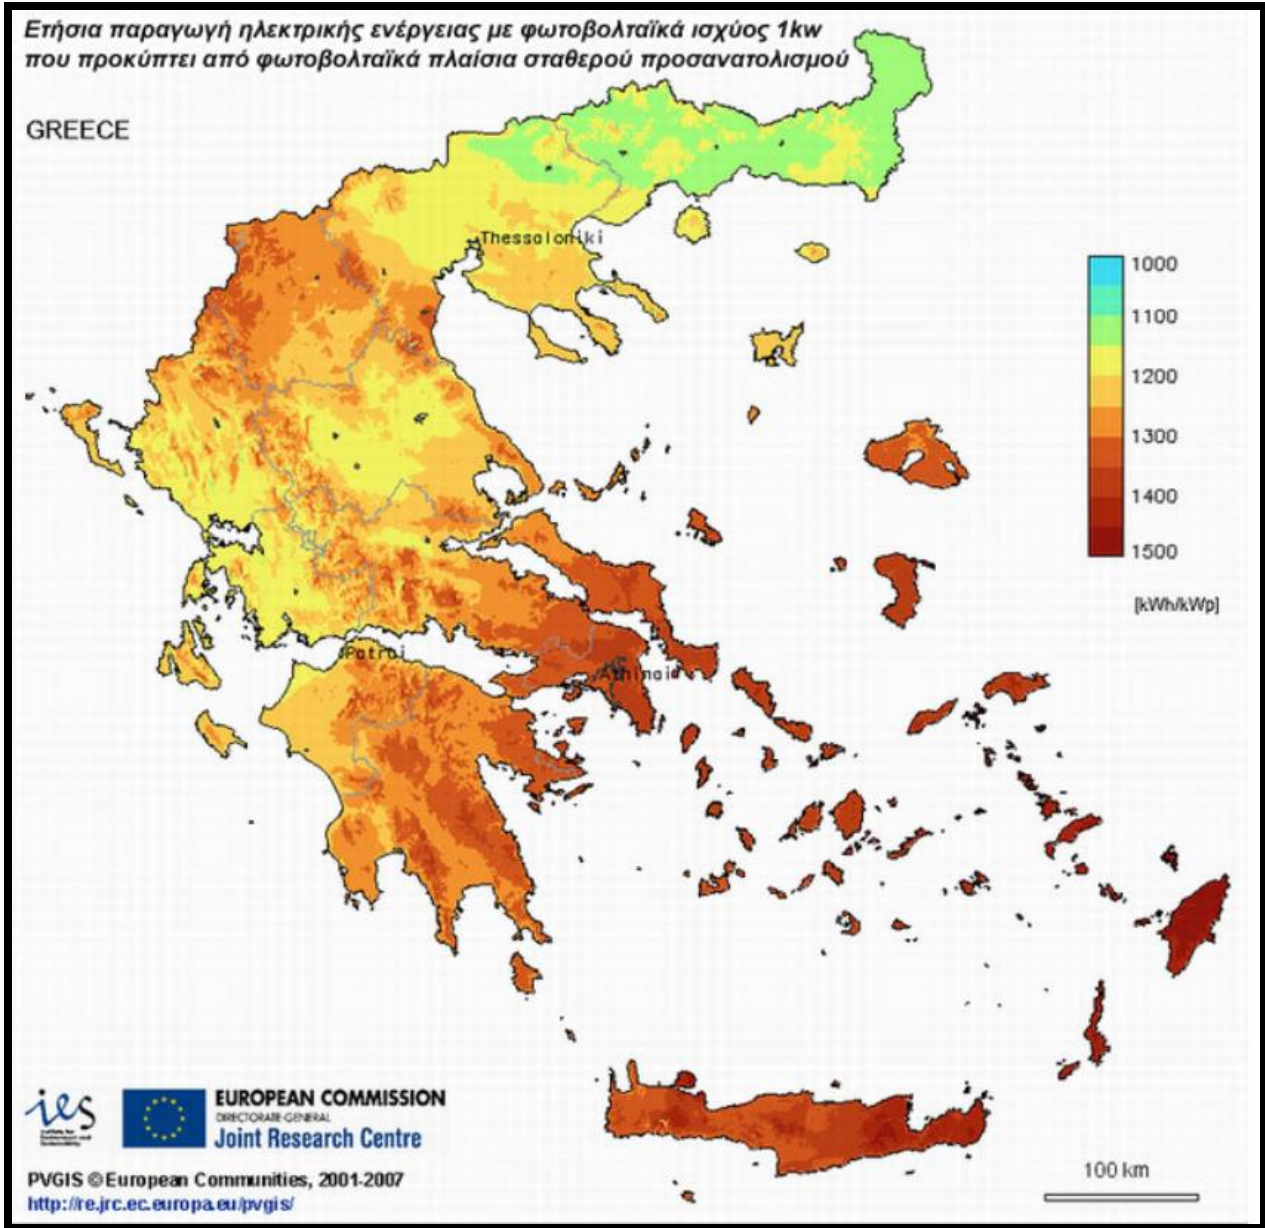 Ετήσια παραγωγή ηλεκτρικής ενέργειας με φωτοβολταϊκά ισχύος 1kw
που προκύπτει από φωτοβολταϊκά πλαίσια σταθερού προσανατολισμού
GREECE
Thessaloniki
1000
1100
1200
1300
1400
1500
[kWh/kWp]
Patrai
Athinai
ies
EUROPEAN COMMISSION
DIRECTORATE-GENERAL
Joint Research Centre
100 km
PVGIS © European Communities, 2001-2007
http://re.jrc.ec.europa.eu/pvgis/